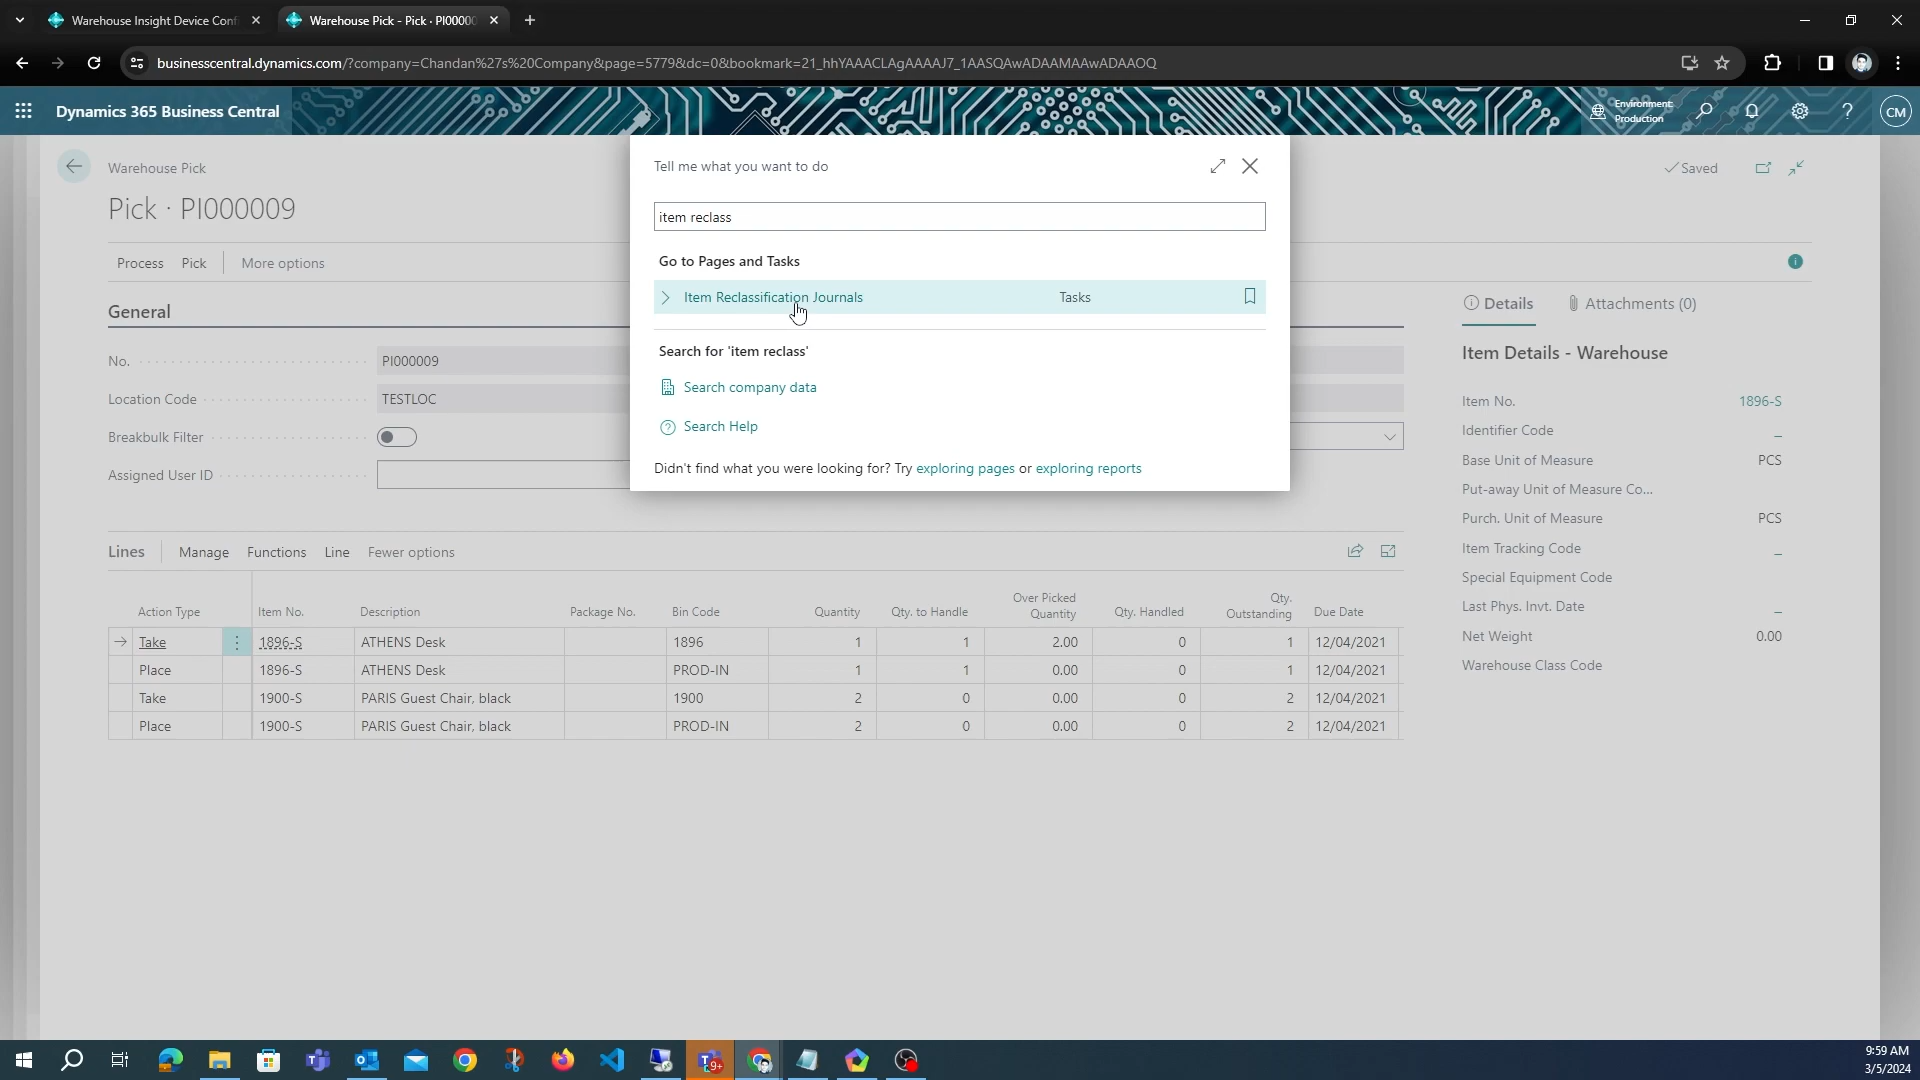 Warehouse Insight Device Conf
Warehouse Pick - Pick · PI00000
businesscentral.dynamics.com/?company=Chandan%27s%20Company&page=5779&dc=0&bookmark=21_hhYAAACLAgAAAAJ7_1AASQAwADAAMAAwADAAOQ
Dynamics 365 Business Central
Environment:
Production
CM
Warehouse Pick
Saved
Pick · PI000009
Process Pick More options
Tell me what you want to do
item reclass
Go to Pages and Tasks
Item Reclassification Journals Tasks
Search for 'item reclass'
Search company data
Search Help
Didn't find what you were looking for? Try exploring pages or exploring reports
General
No. PI000009
Location Code TESTLOC
Breakbulk Filter
Assigned User ID
Details Attachments (0)
Item Details - Warehouse
Item No. 1896-S
Identifier Code _
Base Unit of Measure PCS
Put-away Unit of Measure Co...
Purch. Unit of Measure PCS
Item Tracking Code _
Special Equipment Code
Last Phys. Invt. Date _
Net Weight 0.00
Warehouse Class Code
Lines Manage Functions Line Fewer options
Action Type Item No. Description Package No. Bin Code Quantity Qty. to Handle Over Picked Quantity Qty. Handled Qty. Outstanding Due Date
Take 1896-S ATHENS Desk 1896 1 1 2.00 0 1 12/04/2021
Place 1896-S ATHENS Desk PROD-IN 1 1 0.00 0 1 12/04/2021
Take 1900-S PARIS Guest Chair, black 1900 2 0 0.00 0 2 12/04/2021
Place 1900-S PARIS Guest Chair, black PROD-IN 2 0 0.00 0 2 12/04/2021
9+
9:59 AM
3/5/2024